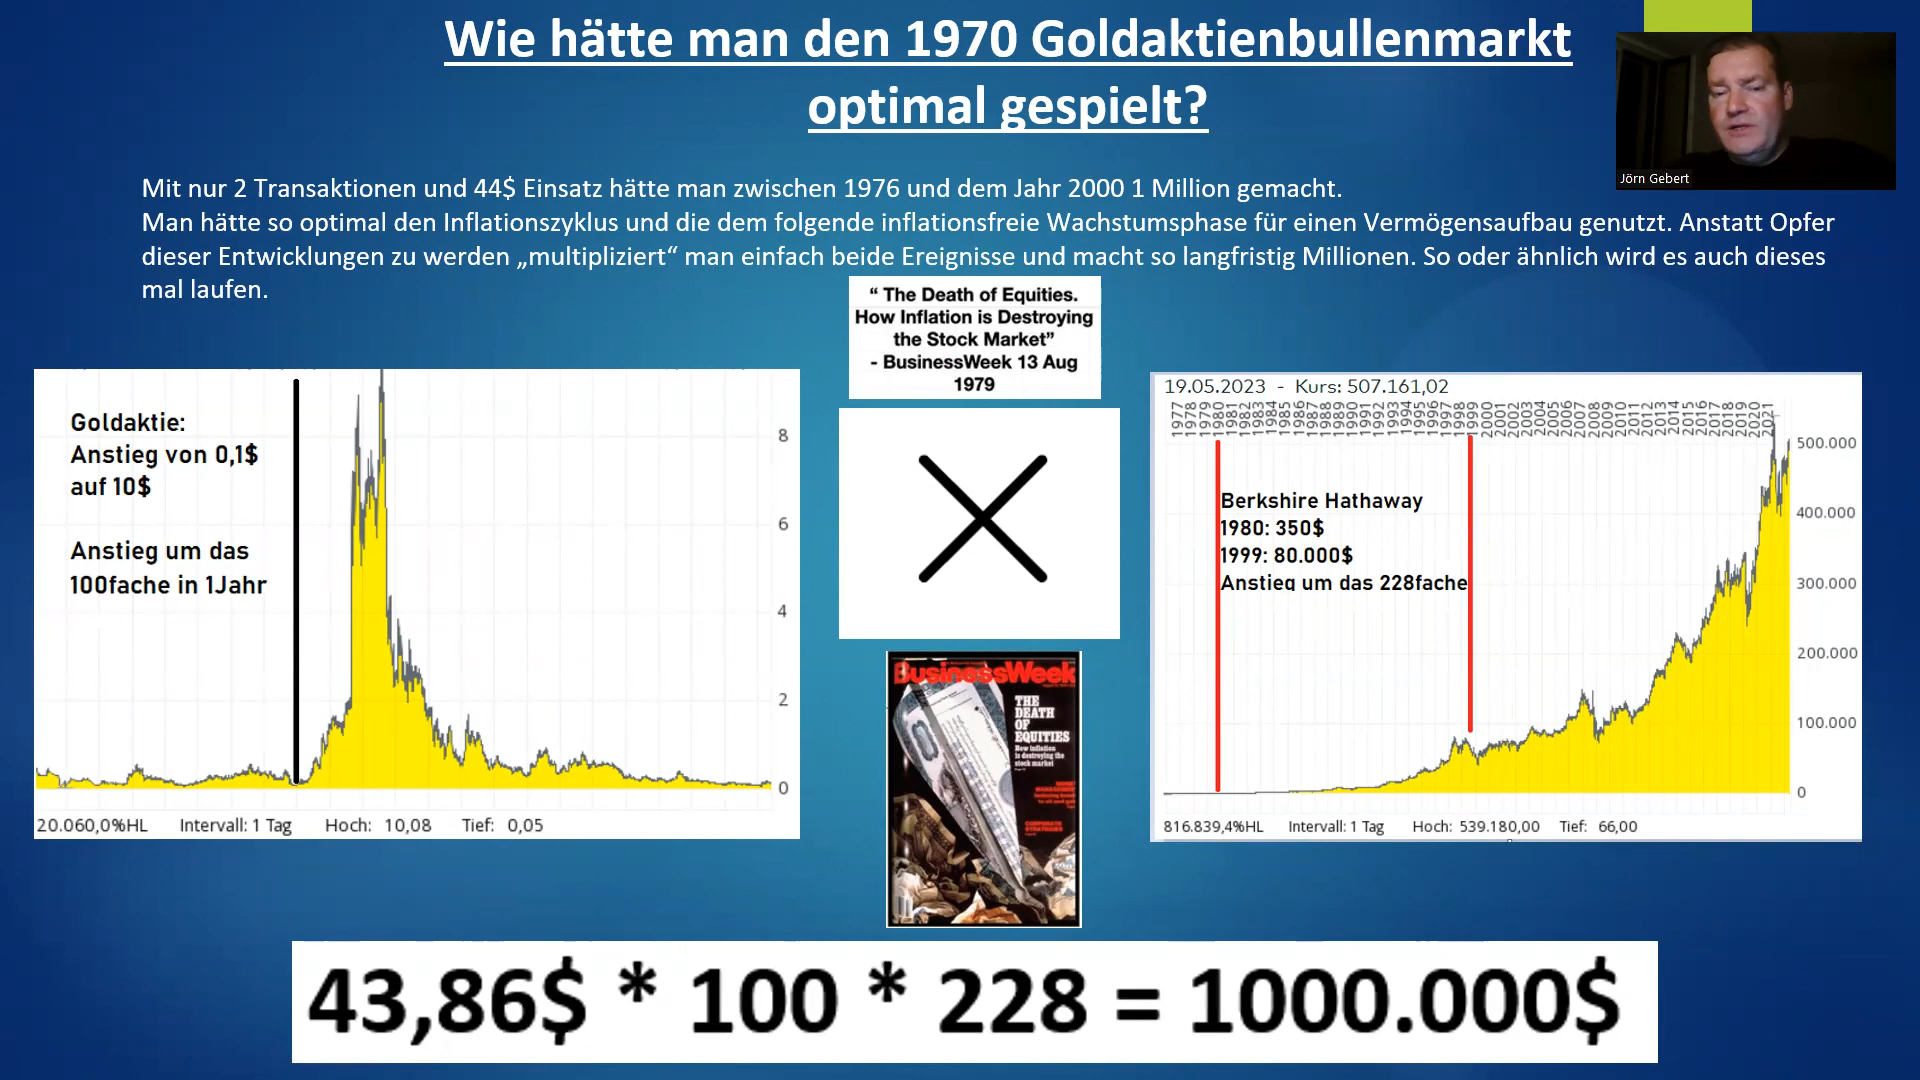 Wie hätte man den 1970 Goldaktienbullenmarkt
optimal gespielt?
Jörn Gebert
Mit nur 2 Transaktionen und 44$ Einsatz hätte man zwischen 1976 und dem Jahr 2000 1 Million gemacht.
Man hätte so optimal den Inflationszyklus und die dem folgende inflationsfreie Wachstumsphase für einen Vermögensaufbau genutzt. Anstatt Opfer
dieser Entwicklungen zu werden „multipliziert“ man einfach beide Ereignisse und macht so langfristig Millionen. So oder ähnlich wird es auch dieses
mal laufen.
“ The Death of Equities.
How Inflation is Destroying
the Stock Market”
- BusinessWeek 13 Aug
1979
Goldaktie:
Anstieg von 0,1$
auf 10$
Anstieg um das
100fache in 1Jahr
8
6
4
2
0
20.060,0%HL Intervall: 1 Tag Hoch: 10,08 Tief: 0,05
BusinessWeek
THE
DEATH
OF
EQUITIES
How inflation
is destroying the
stock market
19.05.2023 - Kurs: 507.161,02
1977 1978 1979 1980 1981 1982 1983 1984 1985 1986 1987 1988 1989 1990 1991 1992 1993 1994 1995 1996 1997 1998 1999 2000 2001 2002 2003 2004 2005 2006 2007 2008 2009 2010 2011 2012 2013 2014 2015 2016 2017 2018 2019 2020 2021
Berkshire Hathaway
1980: 350$
1999: 80.000$
Anstieg um das 228fache
500.000
400.000
300.000
200.000
100.000
0
816.839,4%HL Intervall: 1 Tag Hoch: 539.180,00 Tief: 66,00
43,86$ * 100 * 228 = 1000.000$